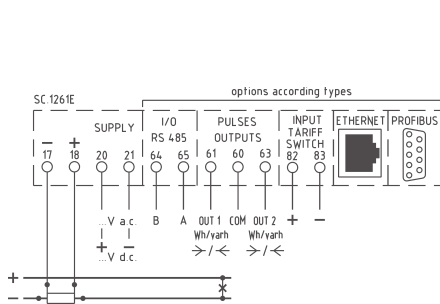 options according types
SC.1261E
SUPPLY
I/O
RS 485
PULSES
OUTPUTS
INPUT
TARIFF
SWITCH
ETHERNET
PROFIBUS
− +
17 18 20 21 64 65 61 60 63 82 83
...V a.c. B A OUT 1 COM OUT 2 + −
Wh/varh Wh/varh
+ −
/ /
...V d.c.
+
−